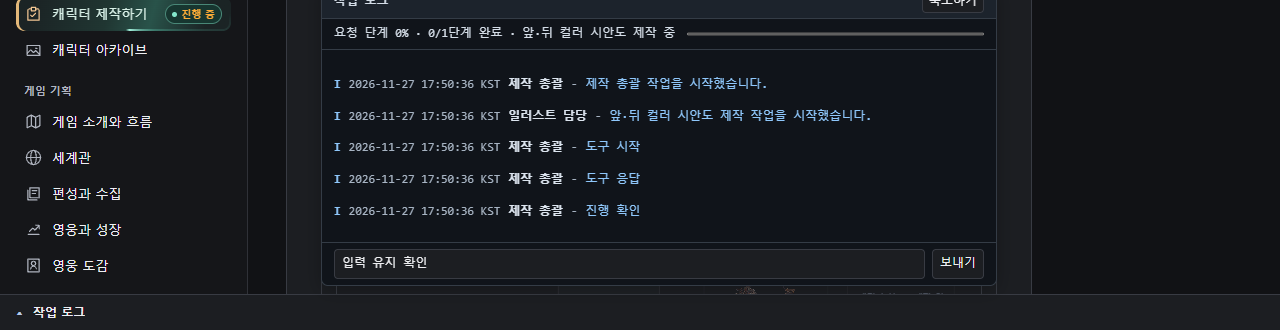 캐릭터 제작하기
진행 중
캐릭터 아카이브
게임 기획
게임 소개와 흐름
세계관
편성과 수집
영웅과 성장
영웅 도감
작업 로그
축소하기
요청 단계 0% · 0/1단계 완료 · 앞·뒤 컬러 시안도 제작 중
I 2026-11-27 17:50:36 KST 제작 총괄 - 제작 총괄 작업을 시작했습니다.
I 2026-11-27 17:50:36 KST 일러스트 담당 - 앞·뒤 컬러 시안도 제작 작업을 시작했습니다.
I 2026-11-27 17:50:36 KST 제작 총괄 - 도구 시작
I 2026-11-27 17:50:36 KST 제작 총괄 - 도구 응답
I 2026-11-27 17:50:36 KST 제작 총괄 - 진행 확인
입력 유지 확인
보내기
작업 로그